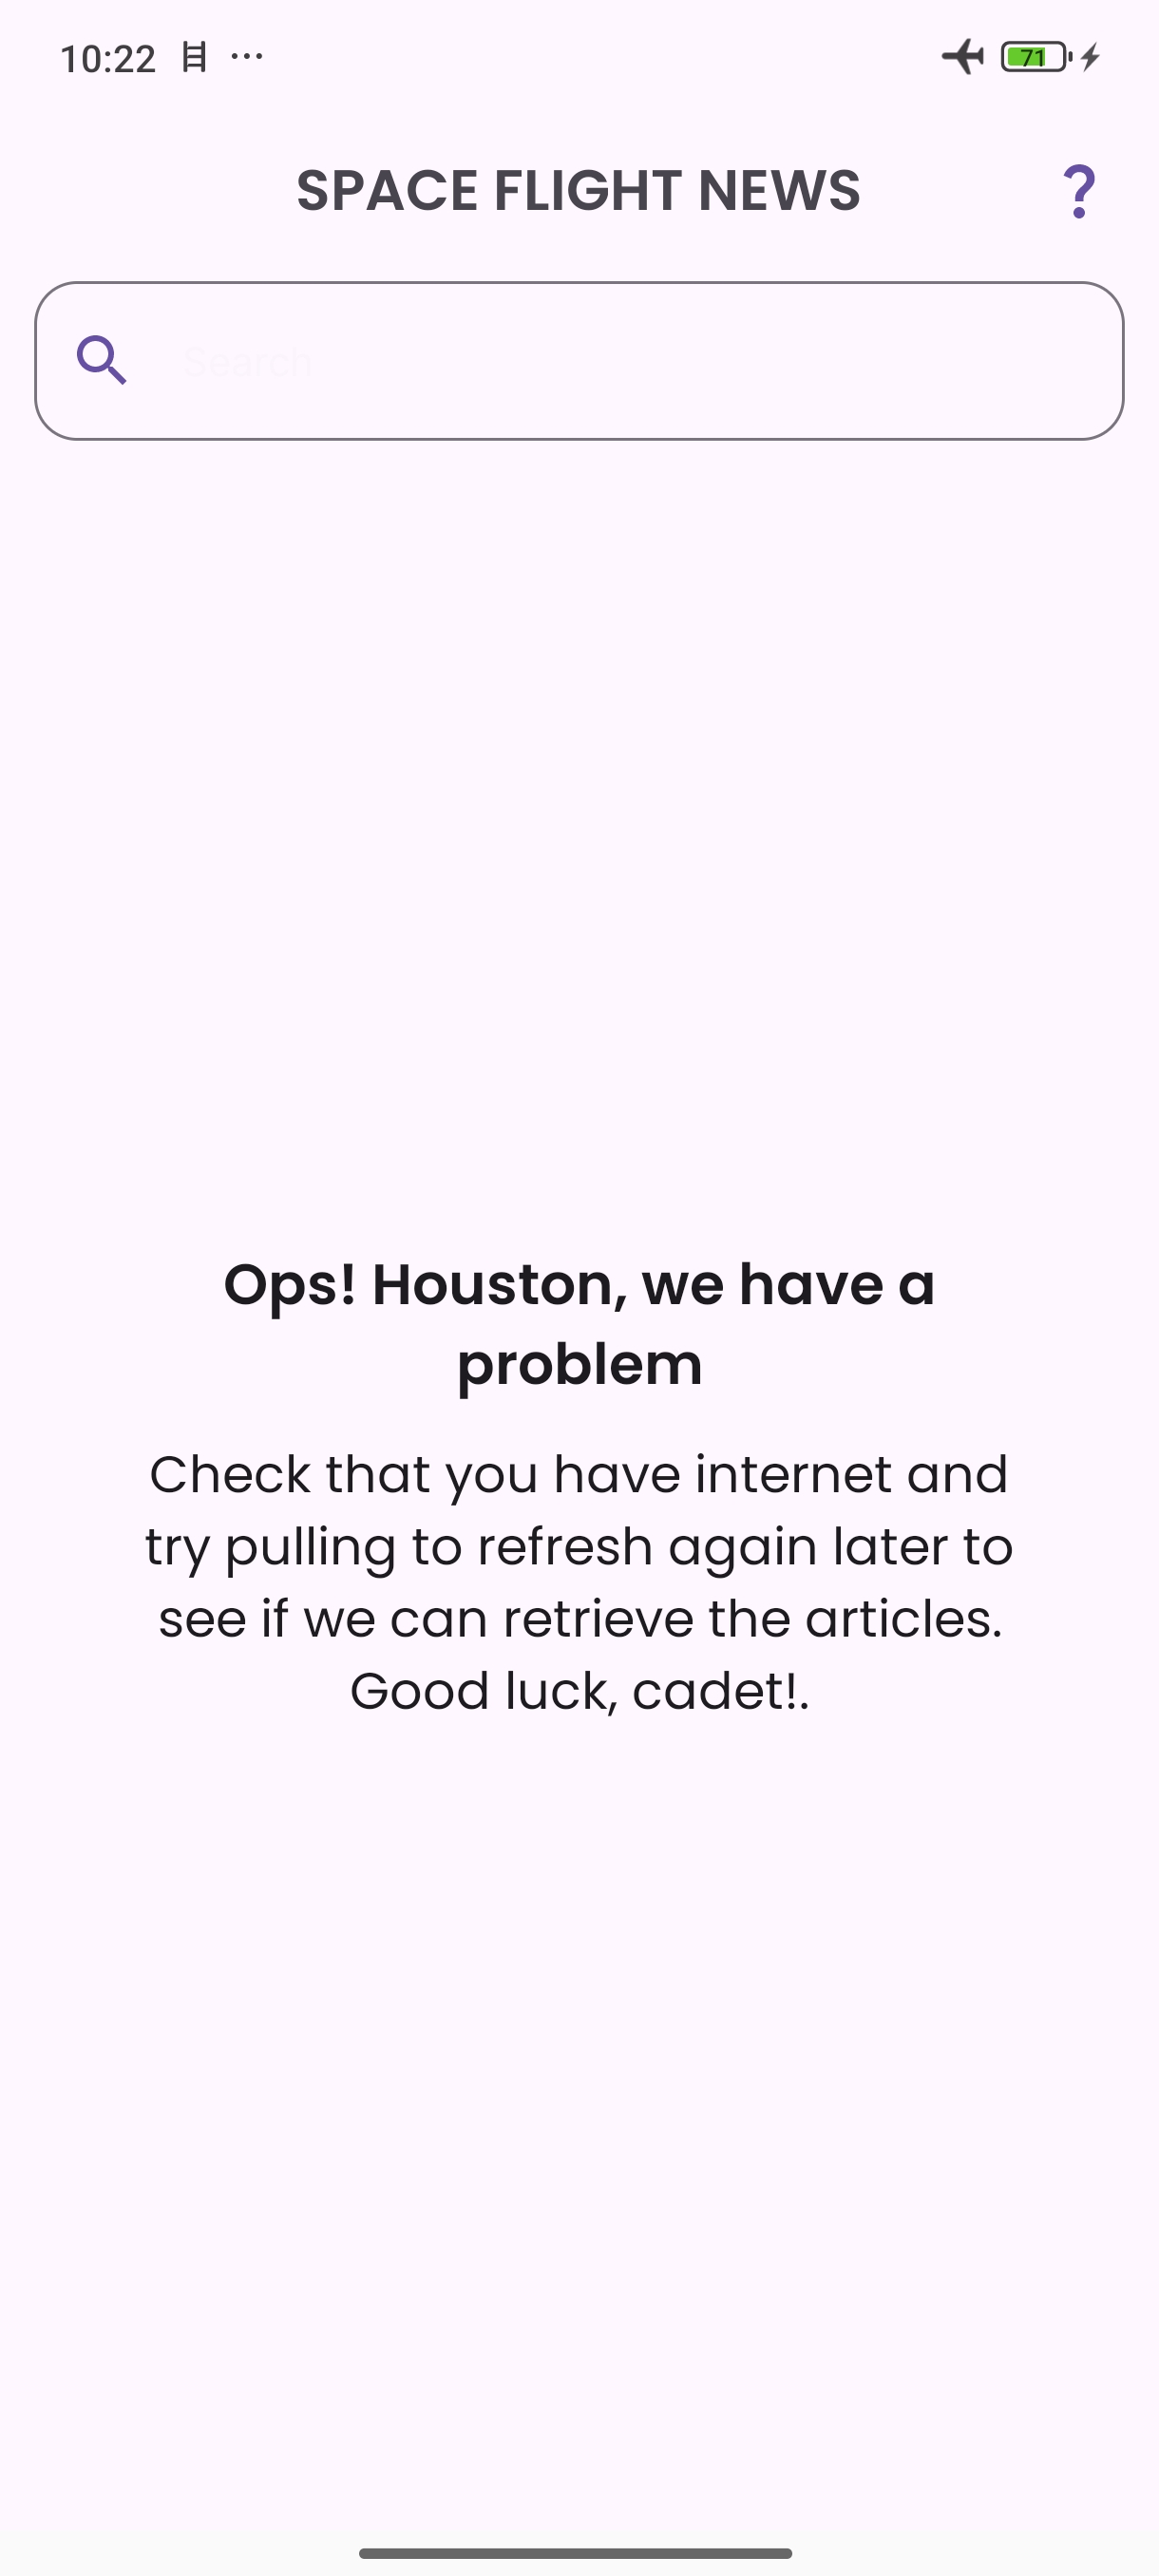 10:22
71
SPACE FLIGHT NEWS
?
Search
Ops! Houston, we have a
problem
Check that you have internet and
try pulling to refresh again later to
see if we can retrieve the articles.
Good luck, cadet!.